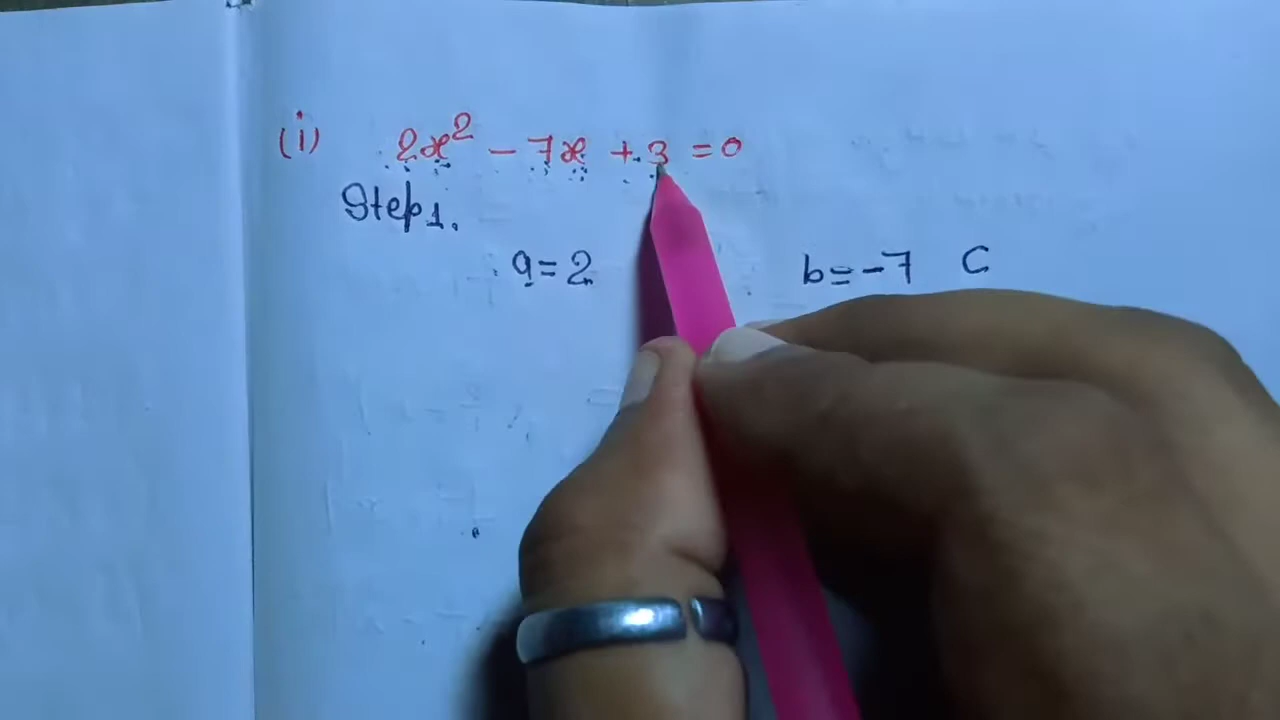 (i) 2x² - 7x + 3 = 0
Step 1.
a = 2 b = -7 C